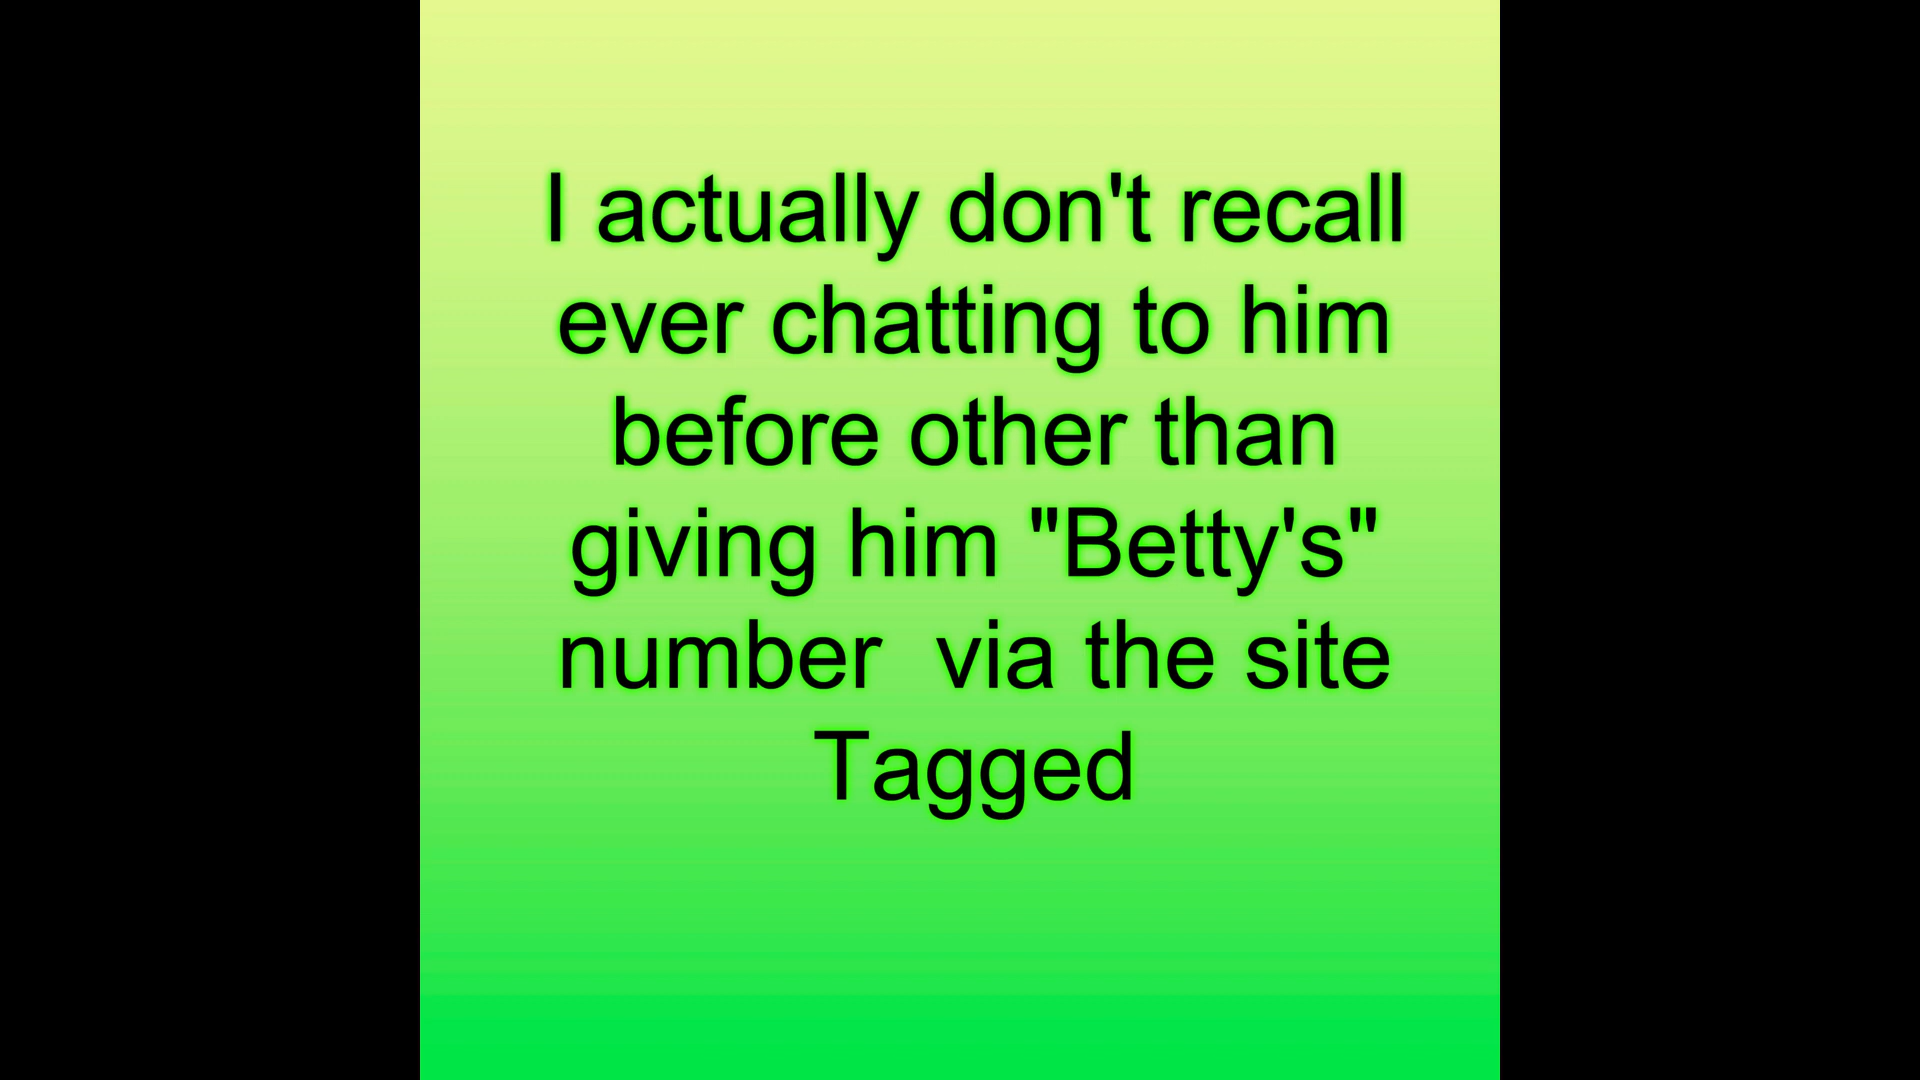 I actually don't recall
ever chatting to him
before other than
giving him "Betty's"
number  via the site
Tagged